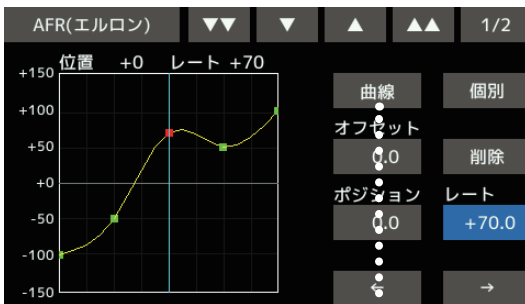 AFR(エルロン) ▼▼ ▼ ▲ ▲▲ 1/2
位置 +0 レート +70
+150
+100
+50
+0
-50
-100
-150
曲線 個別
オフセット
0.0 削除
ポジション レート
0.0 +70.0
← →